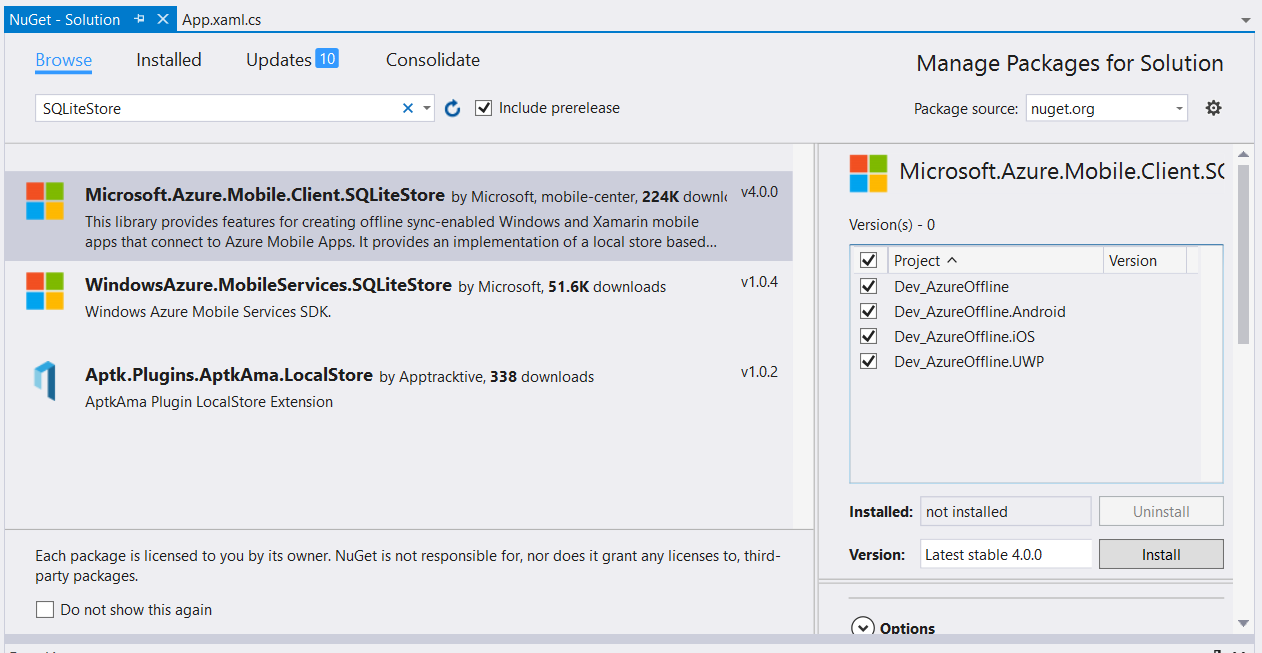 NuGet - Solution App.xaml.cs
Browse Installed Updates 10 Consolidate
Manage Packages for Solution
SQLiteStore Include prerelease
Package source: nuget.org
Microsoft.Azure.Mobile.Client.SQLiteStore by Microsoft, mobile-center, 224K downlo v4.0.0
This library provides features for creating offline sync-enabled Windows and Xamarin mobile
apps that connect to Azure Mobile Apps. It provides an implementation of a local store based...
WindowsAzure.MobileServices.SQLiteStore by Microsoft, 51.6K downloads v1.0.4
Windows Azure Mobile Services SDK.
Aptk.Plugins.AptkAma.LocalStore by Apptracktive, 338 downloads v1.0.2
AptkAma Plugin LocalStore Extension
Each package is licensed to you by its owner. NuGet is not responsible for, nor does it grant any licenses to, third-
party packages.
Do not show this again
Microsoft.Azure.Mobile.Client.SQ
Version(s) - 0
Project Version
Dev_AzureOffline
Dev_AzureOffline.Android
Dev_AzureOffline.iOS
Dev_AzureOffline.UWP
Installed: not installed Uninstall
Version: Latest stable 4.0.0 Install
Options